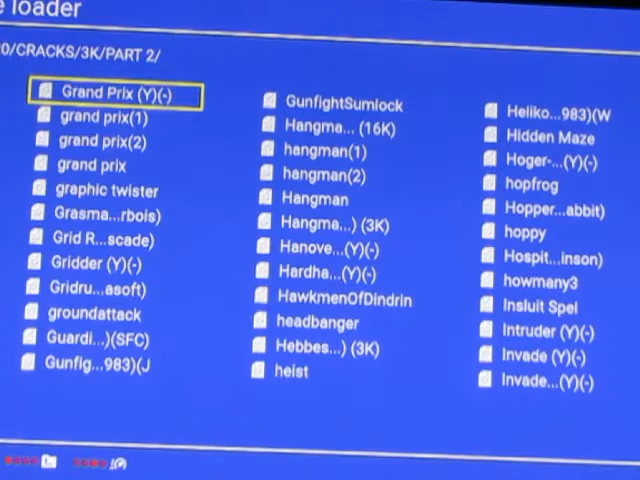 e loader
0/CRACKS/3K/PART 2/
Grand Prix (Y)(-)
grand prix(1)
grand prix(2)
grand prix
graphic twister
Grasma...rbois)
Grid R...scade)
Gridder (Y)(-)
Gridru...asoft)
groundattack
Guardi...)(SFC)
Gunfig...983)(J
GunfightSumlock
Hangma... (16K)
hangman(1)
hangman(2)
Hangman
Hangma...) (3K)
Hanove...(Y)(-)
Hardha...(Y)(-)
HawkmenOfDindrin
headbanger
Hebbes...) (3K)
heist
Heliko...983)(W
Hidden Maze
Hoger-...(Y)(-)
hopfrog
Hopper...abbit)
hoppy
Hospit...inson)
howmany3
Insluit Spel
Intruder (Y)(-)
Invade (Y)(-)
Invade...(Y)(-)